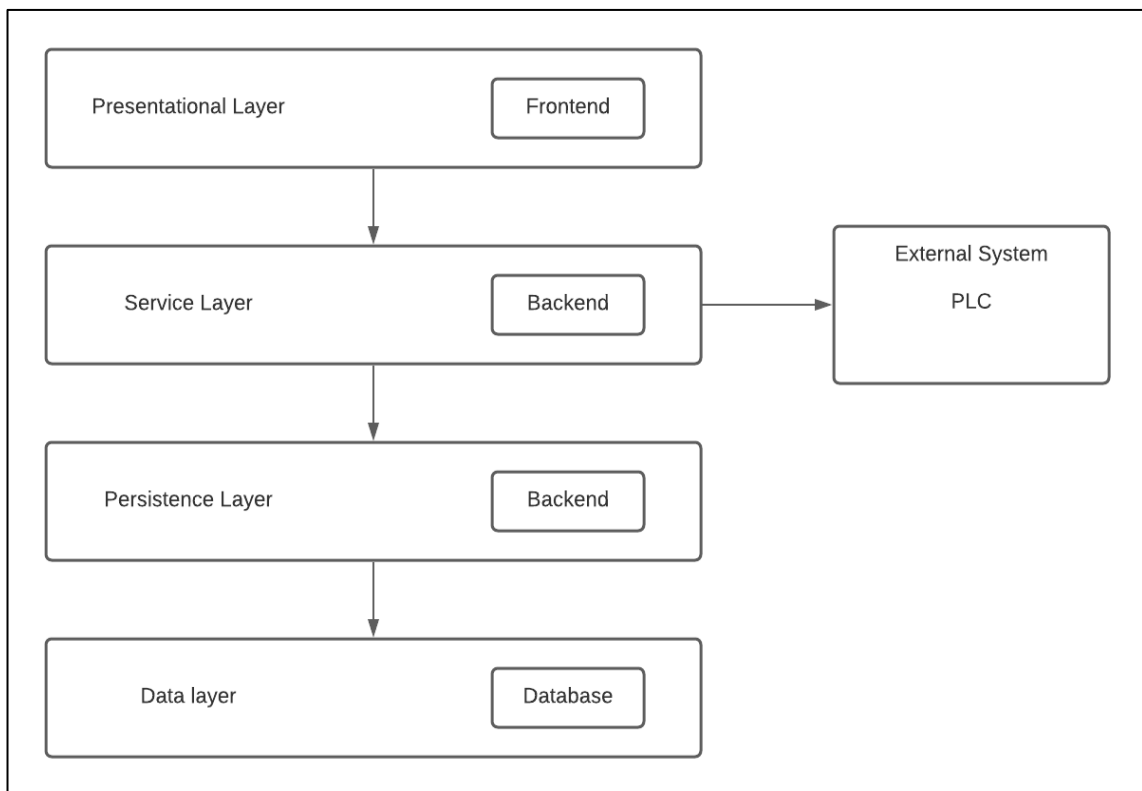 Presentational Layer
Frontend
Service Layer
Backend
External System
PLC
Persistence Layer
Backend
Data layer
Database